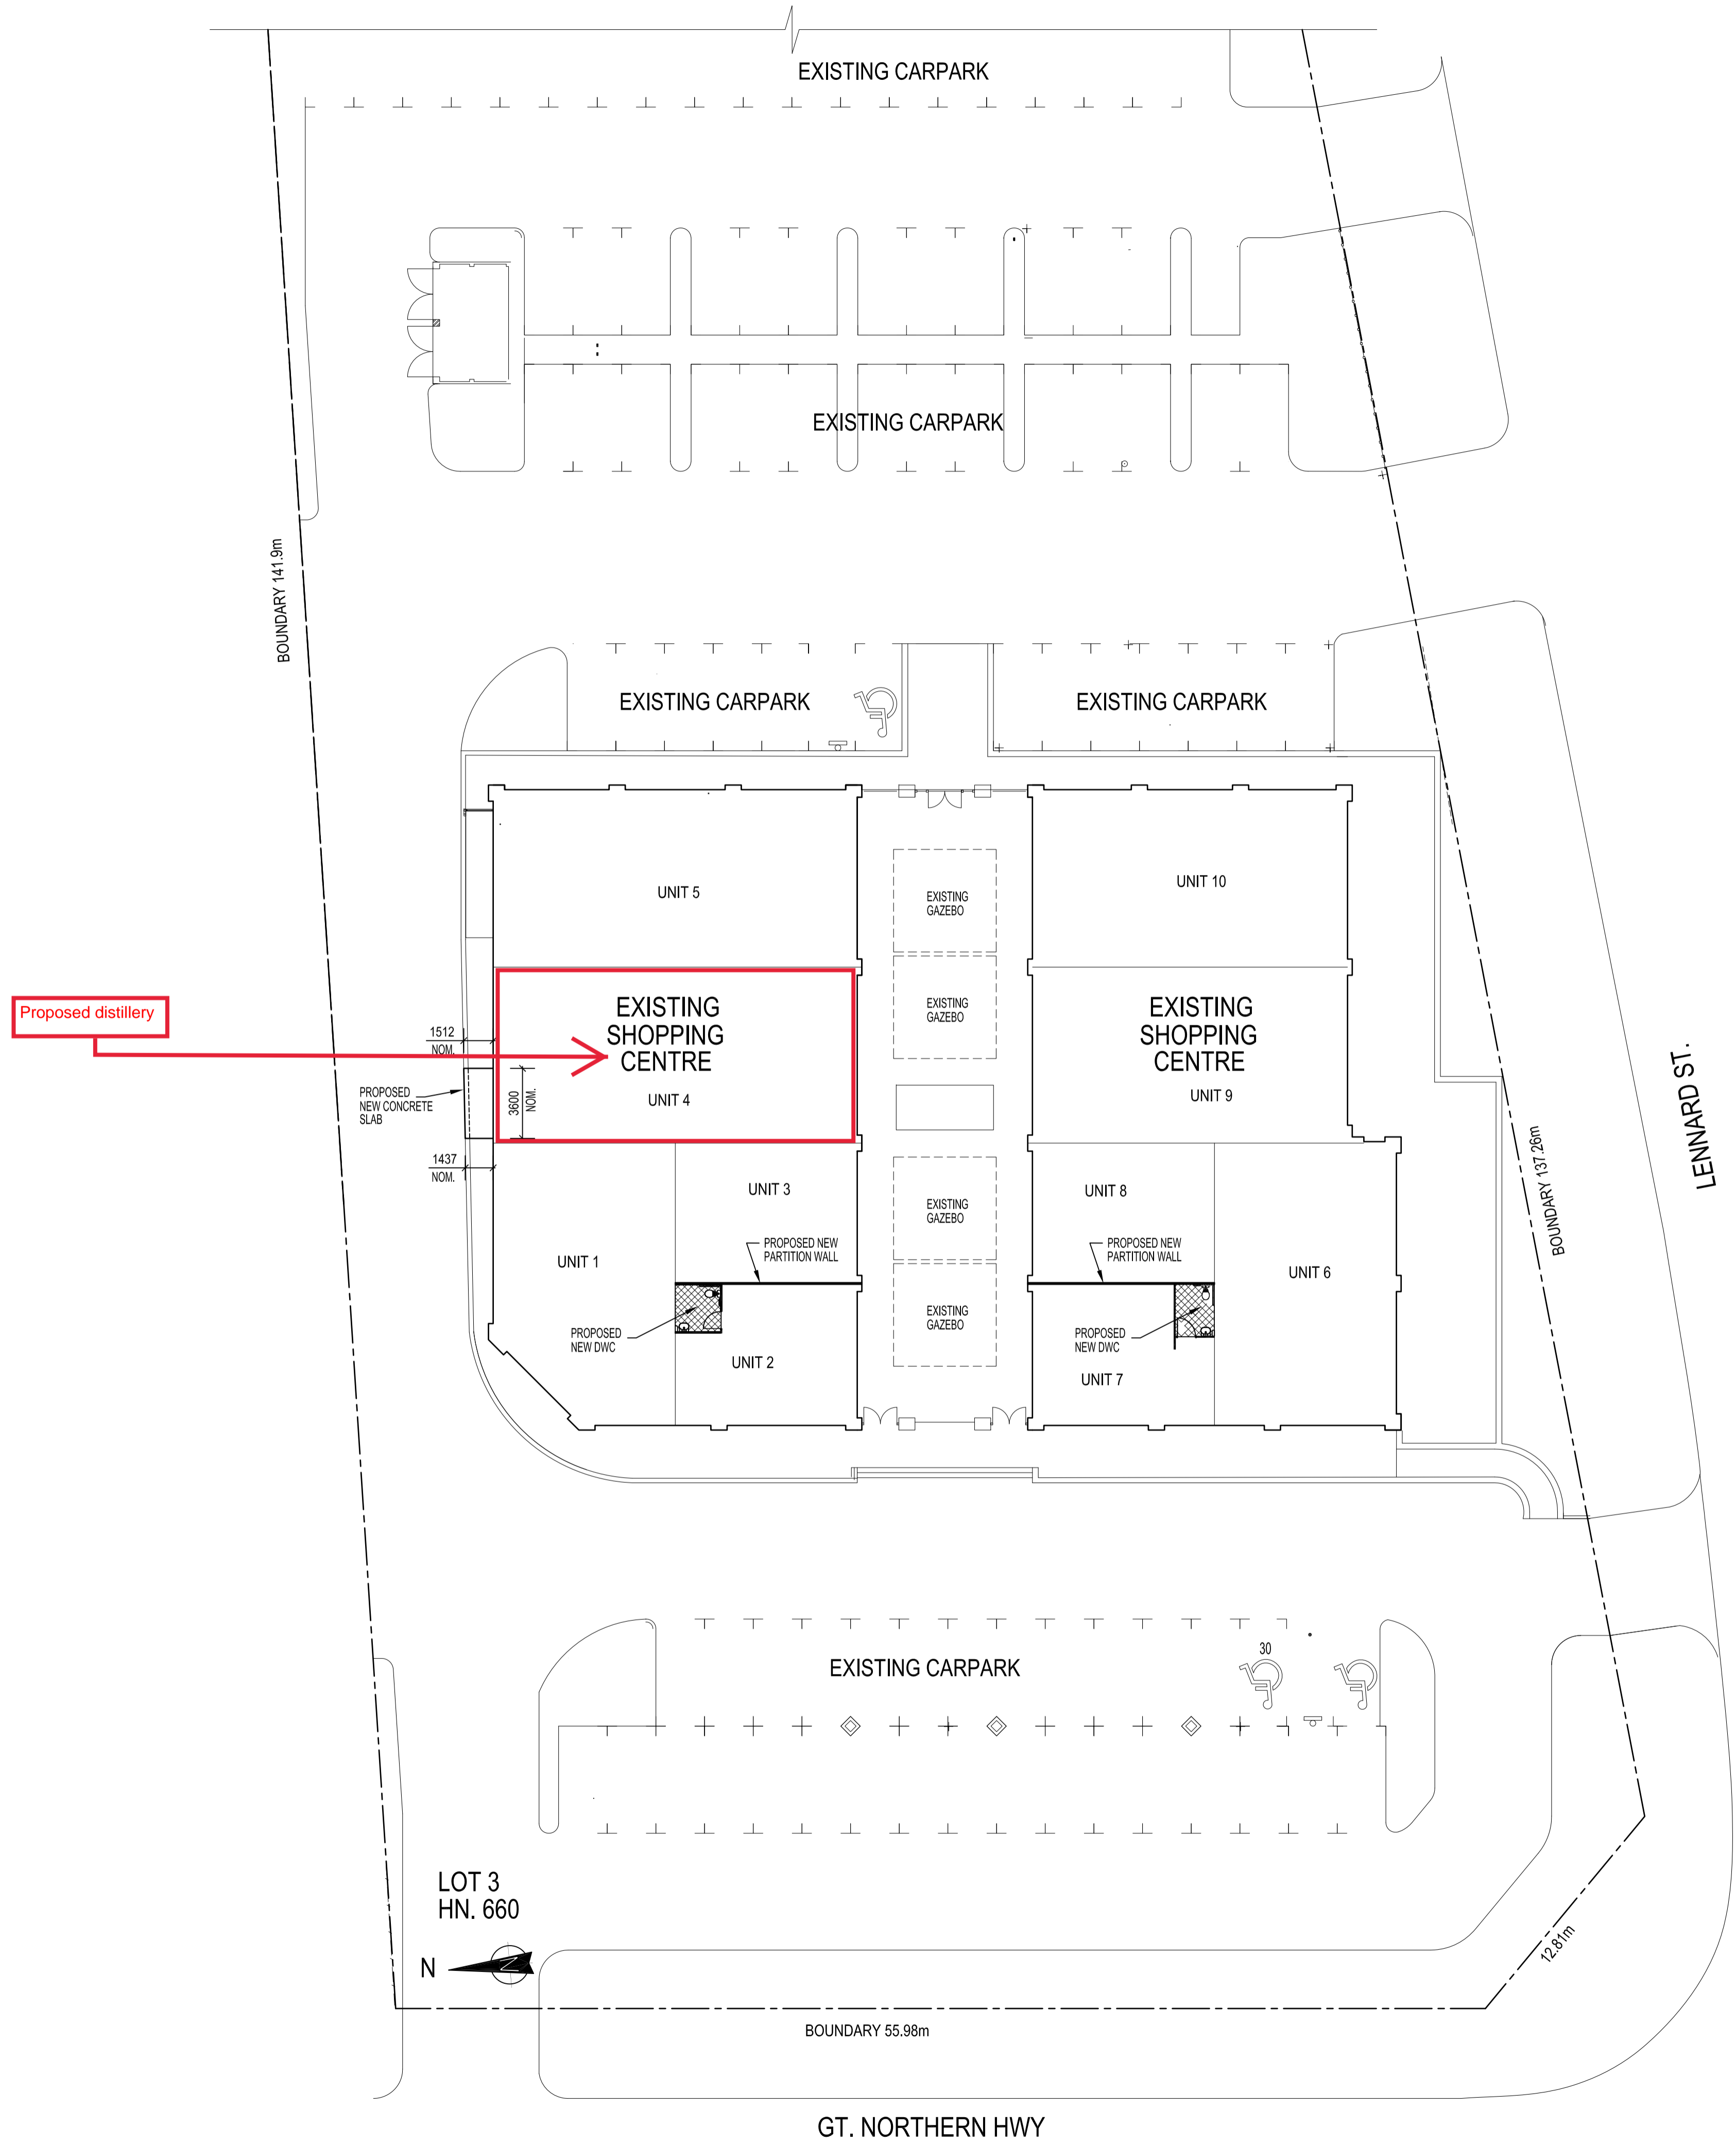 EXISTING CARPARK
EXISTING CARPARK
BOUNDARY 141.9m
EXISTING CARPARK
EXISTING CARPARK
UNIT 5
EXISTING
GAZEBO
UNIT 10
Proposed distillery
EXISTING
SHOPPING
CENTRE
UNIT 4
EXISTING
GAZEBO
EXISTING
SHOPPING
CENTRE
UNIT 9
1512
NOM.
3600
NOM.
PROPOSED
NEW CONCRETE
SLAB
1437
NOM.
LENNARD ST.
BOUNDARY 137.26m
UNIT 3
EXISTING
GAZEBO
UNIT 8
PROPOSED NEW
PARTITION WALL
PROPOSED NEW
PARTITION WALL
UNIT 1
UNIT 6
EXISTING
GAZEBO
PROPOSED
NEW DWC
UNIT 2
PROPOSED
NEW DWC
UNIT 7
30
EXISTING CARPARK
LOT 3
HN. 660
N
12.81m
BOUNDARY 55.98m
GT. NORTHERN HWY